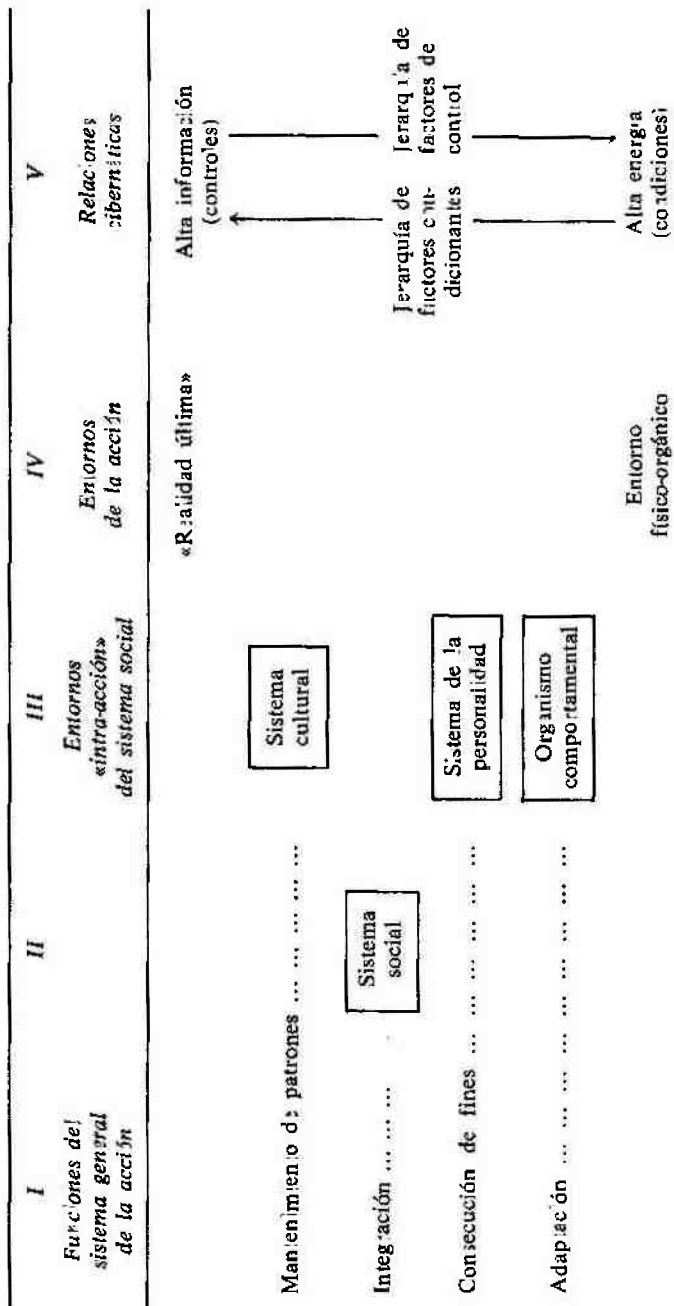 I
II
III
IV
V
Funciones del
sistema general
de la acción
Entornos
«intra-acción»
del sistema social
Entornos
de la acción
Relaciones
cibernéticas
«Realidad última»
Alta información
(controles)
Mantenimiento de patrones ... ... ... ... ... ...
Sistema
cultural
Integración ... ... ...
Sistema
social
Jerarquía de
factores con-
dicionantes
Jerarquía de
factores de
control
Consecución de fines ... ... ... ... ... ... ... ...
Sistema de la
personalidad
Adaptación ... ... ... ... ... ... ... ... ... ... ...
Organismo
comportamental
Entorno
físico-orgánico
Alta energía
(condiciones)